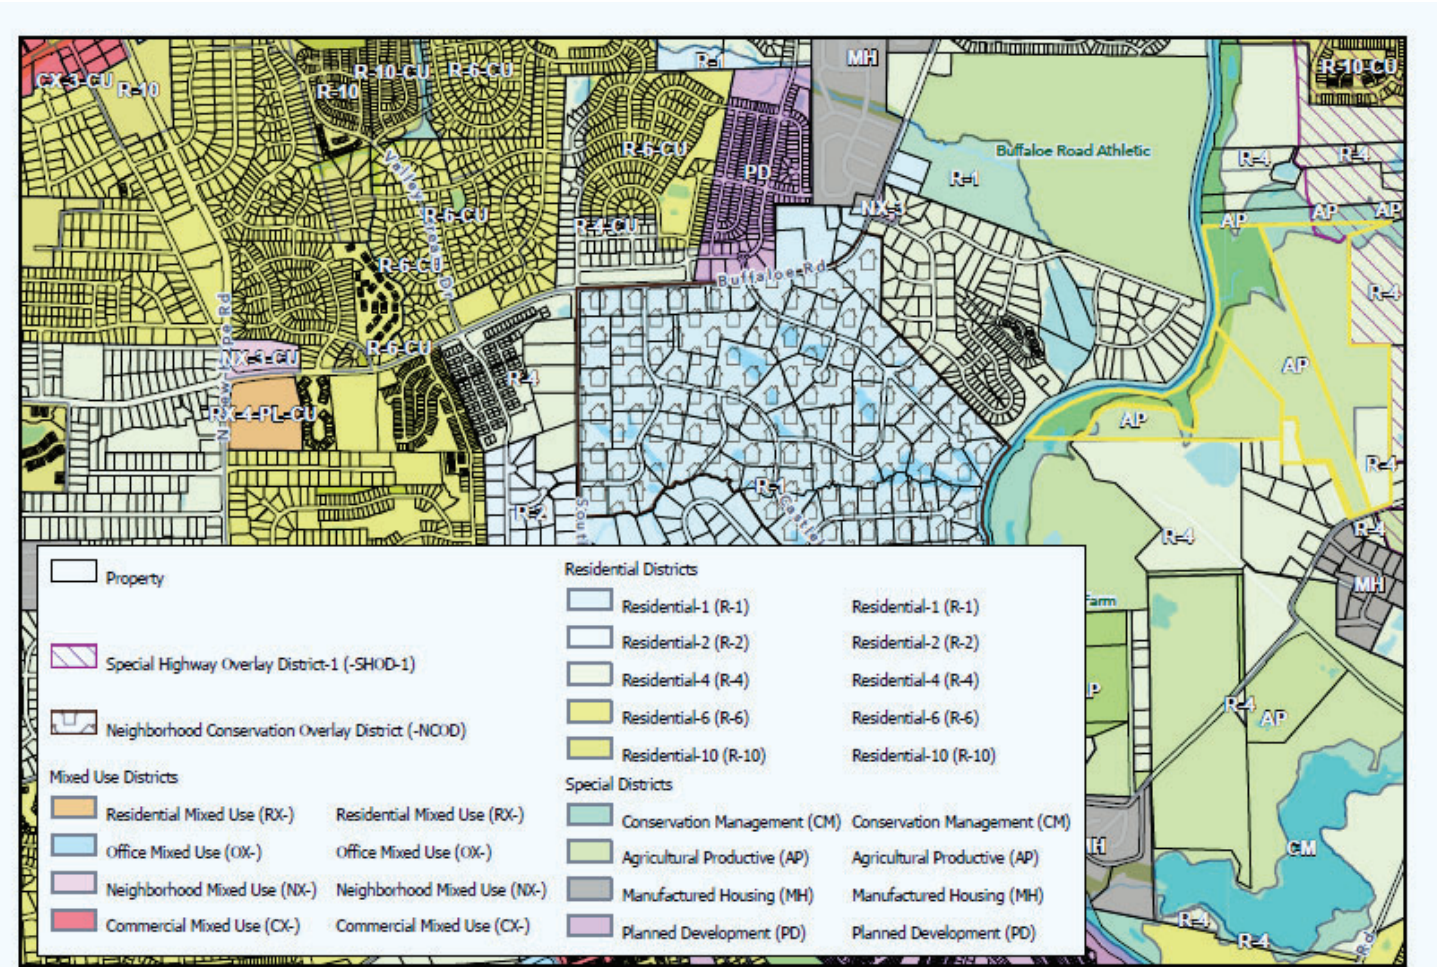 R-1
MH
CX-3-CU
R-10
R-10-CU
R-6-CU
R-10
R-10-CU
R-6-CU
PD
Buffaloe Road Athletic
R-1
R-4
R-4
NX-3
R-6-CU
R-4-CU
AP
AP
AP
R-6-CU
Buffaloe Rd
R-4
NX-3-CU
R-6-CU
R-4
AP
RX-4-PL-CU
AP
R-4
R-1
R-2
R-4
R-4
MH
Farm
P
R-4
AP
CM
R-4
R-4
Rd
Property
Special Highway Overlay District-1 (-SHOD-1)
Neighborhood Conservation Overlay District (-NCOD)
Mixed Use Districts
Residential Mixed Use (RX-) Residential Mixed Use (RX-)
Office Mixed Use (OX-) Office Mixed Use (OX-)
Neighborhood Mixed Use (NX-) Neighborhood Mixed Use (NX-)
Commercial Mixed Use (CX-) Commercial Mixed Use (CX-)
Residential Districts
Residential-1 (R-1) Residential-1 (R-1)
Residential-2 (R-2) Residential-2 (R-2)
Residential-4 (R-4) Residential-4 (R-4)
Residential-6 (R-6) Residential-6 (R-6)
Residential-10 (R-10) Residential-10 (R-10)
Special Districts
Conservation Management (CM) Conservation Management (CM)
Agricultural Productive (AP) Agricultural Productive (AP)
Manufactured Housing (MH) Manufactured Housing (MH)
Planned Development (PD) Planned Development (PD)